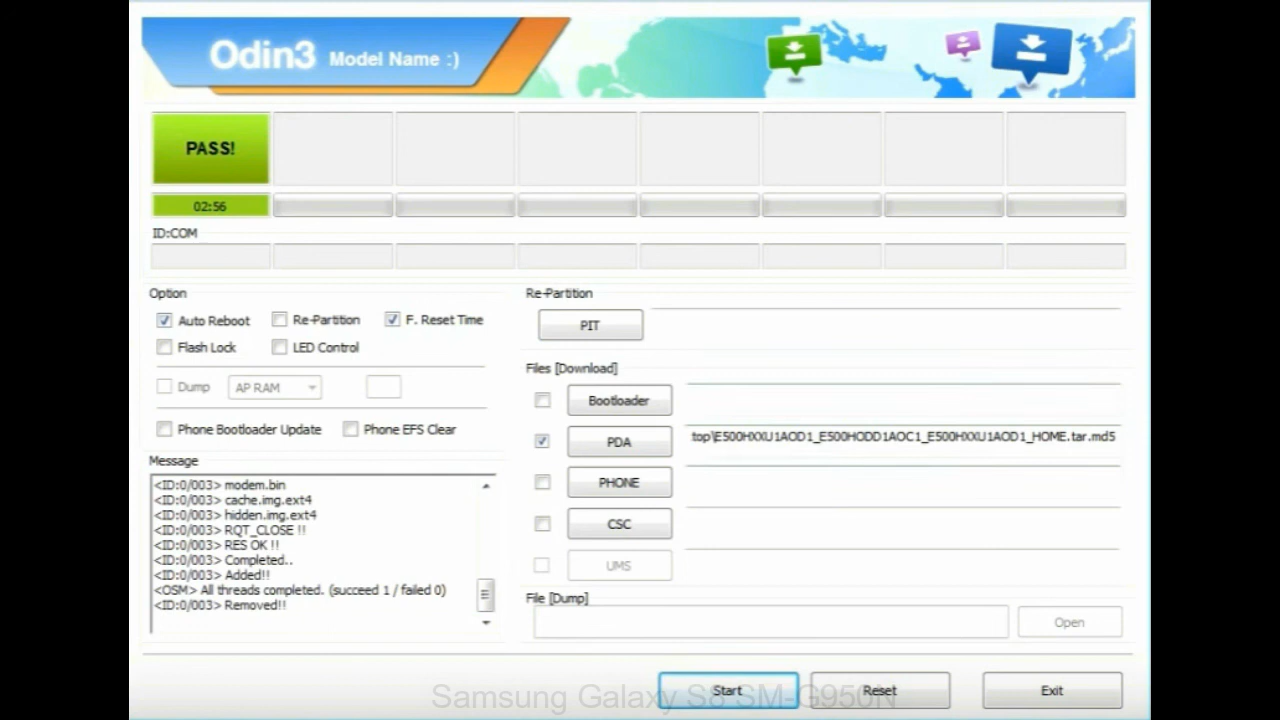 Odin3 Model Name :)
PASS!
02:56
ID:COM
Option
Auto Reboot Re-Partition F. Reset Time
Flash Lock LED Control
Dump AP RAM
Phone Bootloader Update Phone EFS Clear
Message
<ID:0/003> modem.bin
<ID:0/003> cache.img.ext4
<ID:0/003> hidden.img.ext4
<ID:0/003> RQT_CLOSE !!
<ID:0/003> RES OK !!
<ID:0/003> Completed..
<ID:0/003> Added!!
<OSM> All threads completed. (succeed 1 / failed 0)
<ID:0/003> Removed!!
Re-Partition
PIT
Files [Download]
Bootloader
PDA top\E500HXXU1AOD1_E500HODD1AOC1_E500HXXU1AOD1_HOME.tar.md5
PHONE
CSC
UMS
File [Dump]
Open
Start Reset Exit
Samsung Galaxy S8 SM-G950N